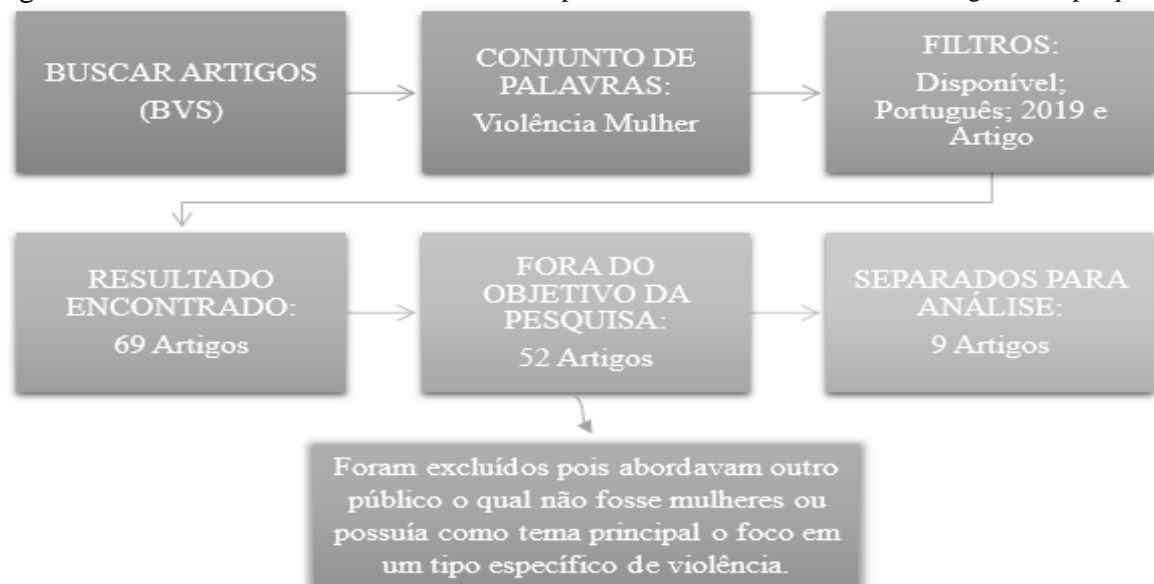 BUSCAR ARTIGOS
(BVS)
CONJUNTO DE
PALAVRAS:
Violência Mulher
FILTROS:
Disponível;
Português; 2019 e
Artigo
RESULTADO
ENCONTRADO:
69 Artigos
FORA DO
OBJETIVO DA
PESQUISA:
52 Artigos
SEPARADOS PARA
ANÁLISE:
9 Artigos
Foram excluídos pois abordavam outro
público o qual não fosse mulheres ou
possuía como tema principal o foco em
um tipo específico de violência.